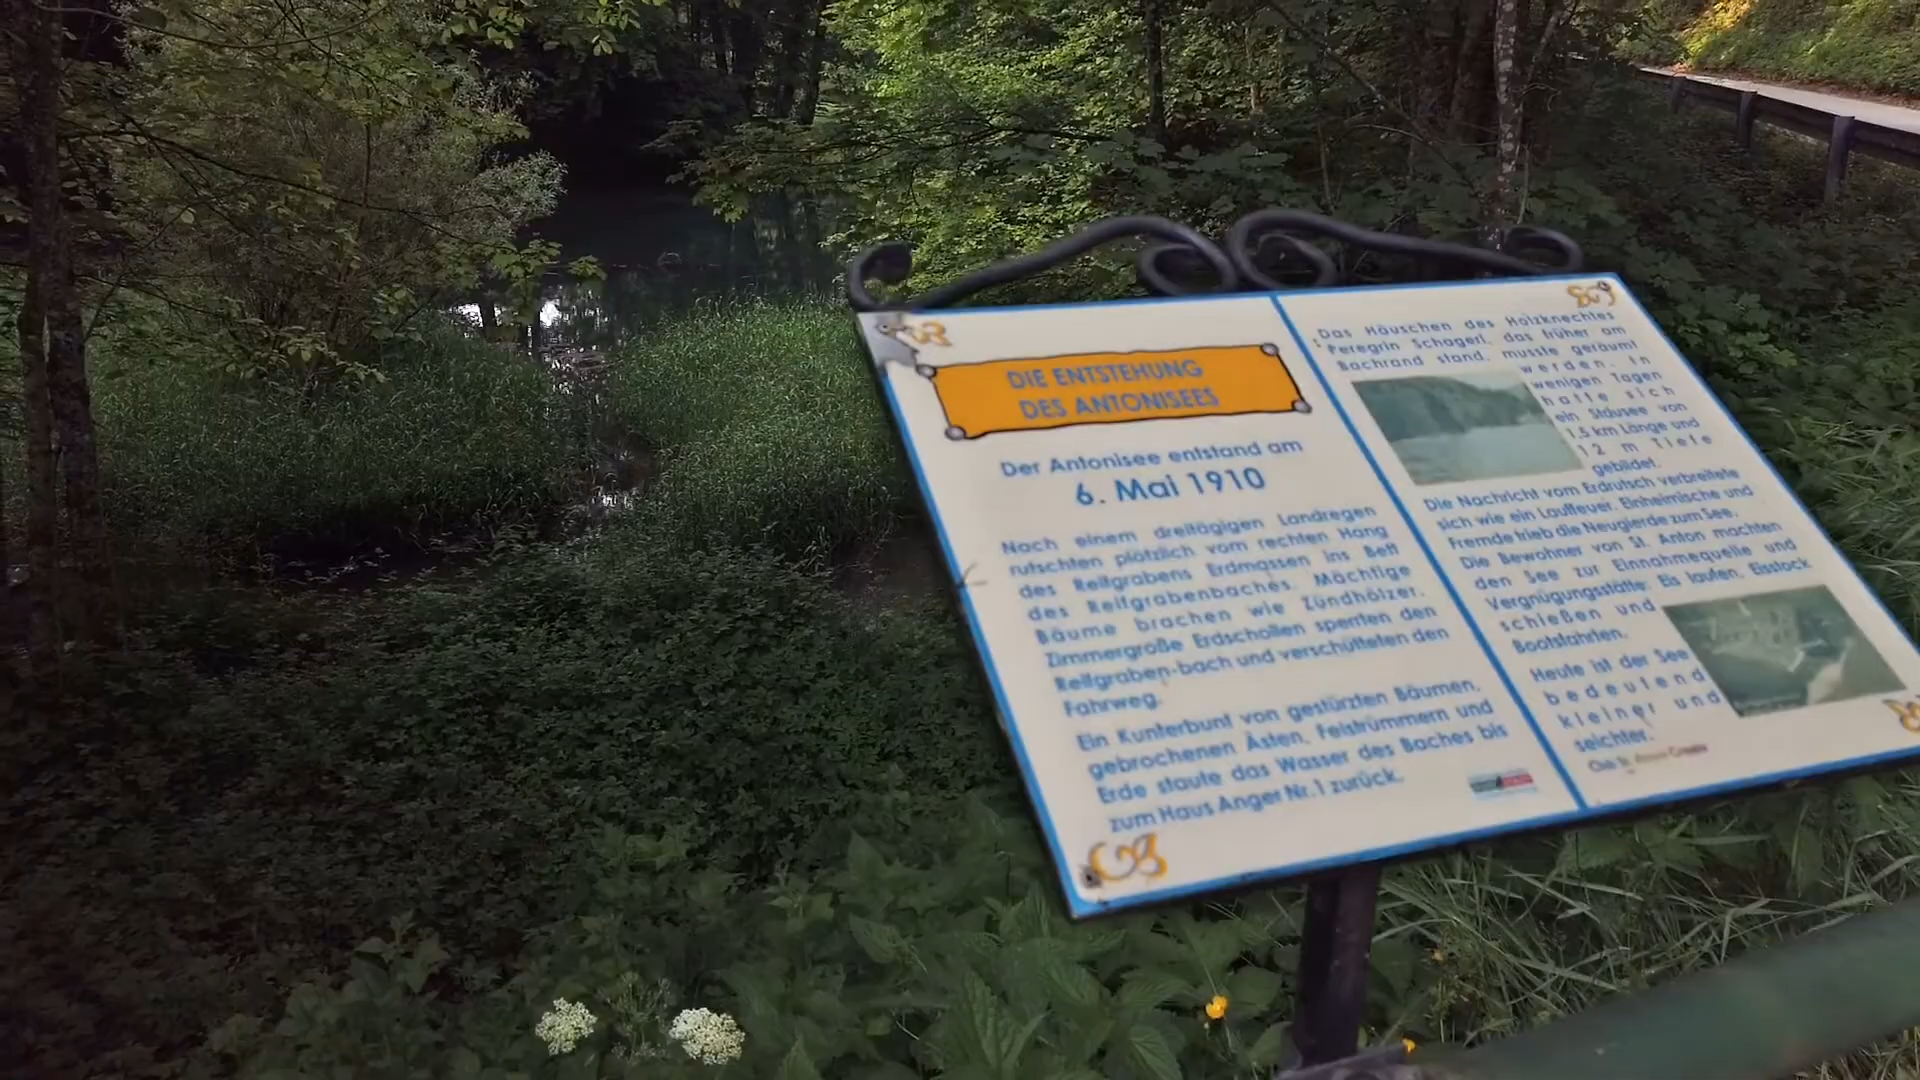 DIE ENTSTEHUNG
DES ANTONISEES
Der Antonisee entstand am
6. Mai 1910
Nach einem dreitägigen Landregen
rutschten plötzlich vom rechten Hang
des Reifgrabens Erdmassen ins Bett
des Reifgrabenbaches. Mächtige
Bäume brachen wie Zündhölzer.
Zimmergroße Erdschollen sperrten den
Reifgraben-bach und verschütteten den
Fahrweg.
Ein Kunterbunt von gestürzten Bäumen,
gebrochenen Ästen, Felstrümmern und
Erde staute das Wasser des Baches bis
zum Haus Anger Nr.1 zurück.
Das Häuschen des Holzknechtes
Peregrin Schagerl, das früher am
Bachrand stand, musste geräumt
werden. In
wenigen Tagen
hatte sich
ein Stausee von
1,5 km Länge und
12 m Tiefe
gebildet.
Die Nachricht vom Erdrutsch verbreitete
sich wie ein Lauffeuer. Einheimische und
Fremde trieb die Neugierde zum See.
Die Bewohner von St. Anton machten
den See zur Einnahmequelle und
Vergnügungsstätte: Eis laufen, Eisstock
schießen und
Bootsfahrten.
Heute ist der See
bedeutend
kleiner und
seichter.